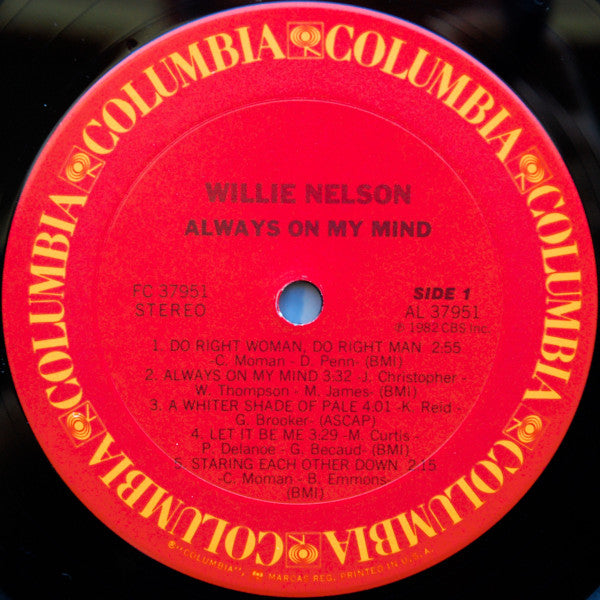 COLUMBIA COLUMBIA COLUMBIA COLUMBIA COLUMBIA COLUMBIA
WILLIE NELSON
ALWAYS ON MY MIND
FC 37951
STEREO
SIDE 1
AL 37951
℗ 1982 CBS Inc.
1. DO RIGHT WOMAN, DO RIGHT MAN 2:55
-C. Moman - D. Penn- (BMI)
2. ALWAYS ON MY MIND 3:32 -J. Christopher -
W. Thompson - M. James- (BMI)
3. A WHITER SHADE OF PALE 4:01 -K. Reid -
G. Brooker- (ASCAP)
4. LET IT BE ME 3:29 -M. Curtis -
P. Delanoe - G. Becaud- (BMI)
5. STARING EACH OTHER DOWN 2:15
-C. Moman - B. Emmons-
(BMI)
®"COLUMBIA", MARCAS REG. PRINTED IN U.S.A.